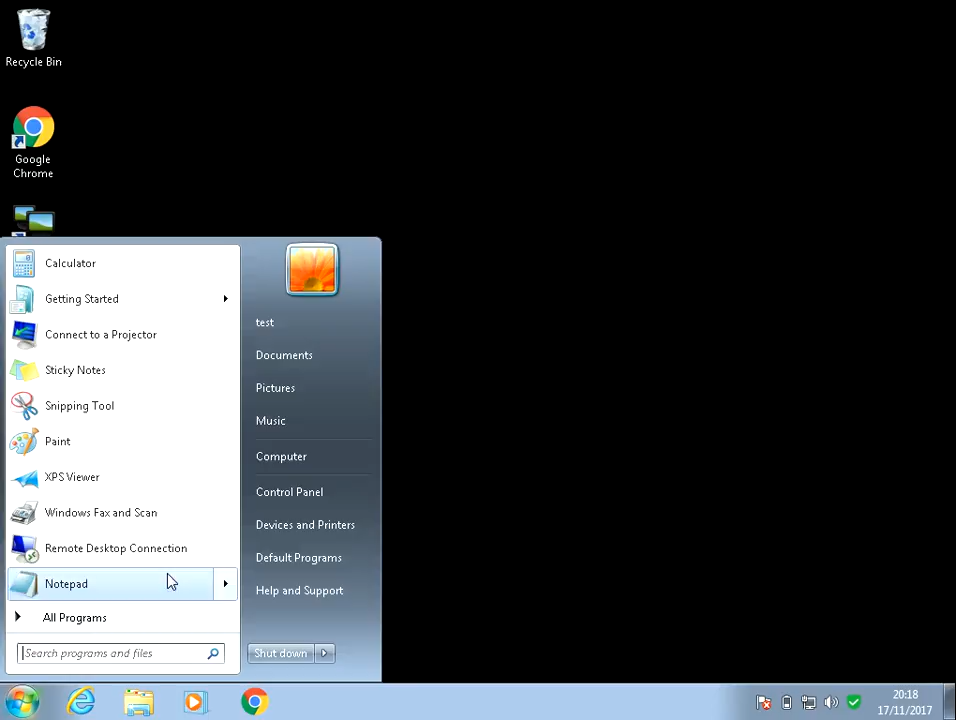 Recycle Bin
Google
Chrome
Calculator
Getting Started
Connect to a Projector
Sticky Notes
Snipping Tool
Paint
XPS Viewer
Windows Fax and Scan
Remote Desktop Connection
Notepad
All Programs
Search programs and files
test
Documents
Pictures
Music
Computer
Control Panel
Devices and Printers
Default Programs
Help and Support
Shut down
20:18
17/11/2017